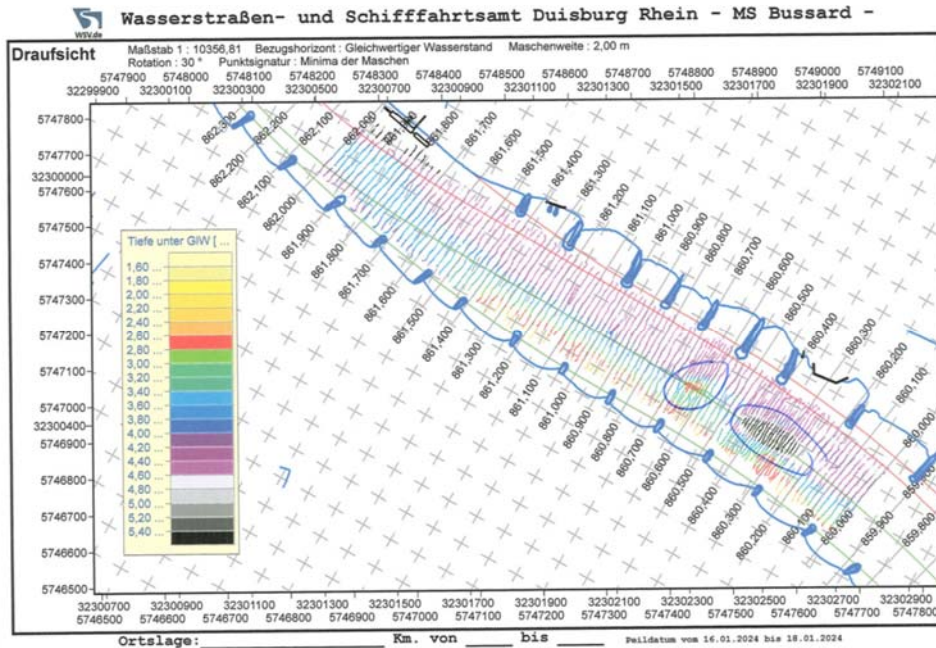 WSV.de
Wasserstraßen- und Schifffahrtsamt Duisburg Rhein - MS Bussard -
Draufsicht
Maßstab 1 : 10356,81 Bezugshorizont : Gleichwertiger Wasserstand Maschenweite : 2,00 m
Rotation : 30 ° Punktsignatur : Minima der Maschen
5747900 5748000 5748100 5748200 5748300 5748400 5748500 5748600 5748700 5748800 5748900 5749000 5749100
32299900 32300100 32300300 32300500 32300700 32300900 32301100 32301300 32301500 32301700 32301900 32302100
5747800
5747700
32300000
5747600
5747500
5747400
5747300
5747200
5747100
5747000
32300400
5746900
5746800
5746700
5746600
5746500
862,300 862,200 862,100 862,000 861,800 861,700 861,600 861,500 861,400 861,300 861,200 861,100 861,000 860,900 860,800 860,700 860,600 860,500 860,400 860,300 860,200 860,100 860,000 859,800
862,200 862,100 862,000 861,900 861,800 861,700 861,600 861,500 861,400 861,300 861,200 861,100 861,000 860,900 860,800 860,700 860,600 860,500 860,400 860,300 860,200 860,100 860,000 859,900 859,800
Tiefe unter GlW [ ...
1,60 ...
1,80 ...
2,00 ...
2,20 ...
2,40 ...
2,60 ...
2,80 ...
3,00 ...
3,20 ...
3,40 ...
3,60 ...
3,80 ...
4,00 ...
4,20 ...
4,40 ...
4,60 ...
4,80 ...
5,00 ...
5,20 ...
5,40 ...
32300700 32300900 32301100 32301300 32301500 32301700 32301900 32302100 32302300 32302500 32302700 32302900
5746500 5746600 5746700 5746800 5746900 5747000 5747100 5747200 5747300 5747400 5747500 5747600 5747700 5747800
Ortslage: Km. von bis Peildatum vom 16.01.2024 bis 18.01.2024